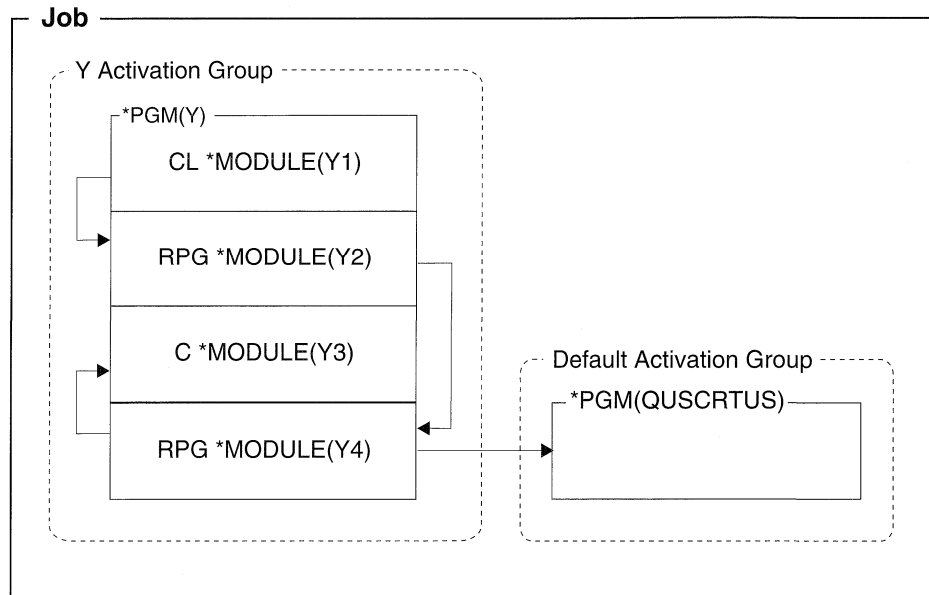 Job
Y Activation Group
*PGM(Y)
CL *MODULE(Y1)
RPG *MODULE(Y2)
C *MODULE(Y3)
RPG *MODULE(Y4)
Default Activation Group
*PGM(QUSCRTUS)